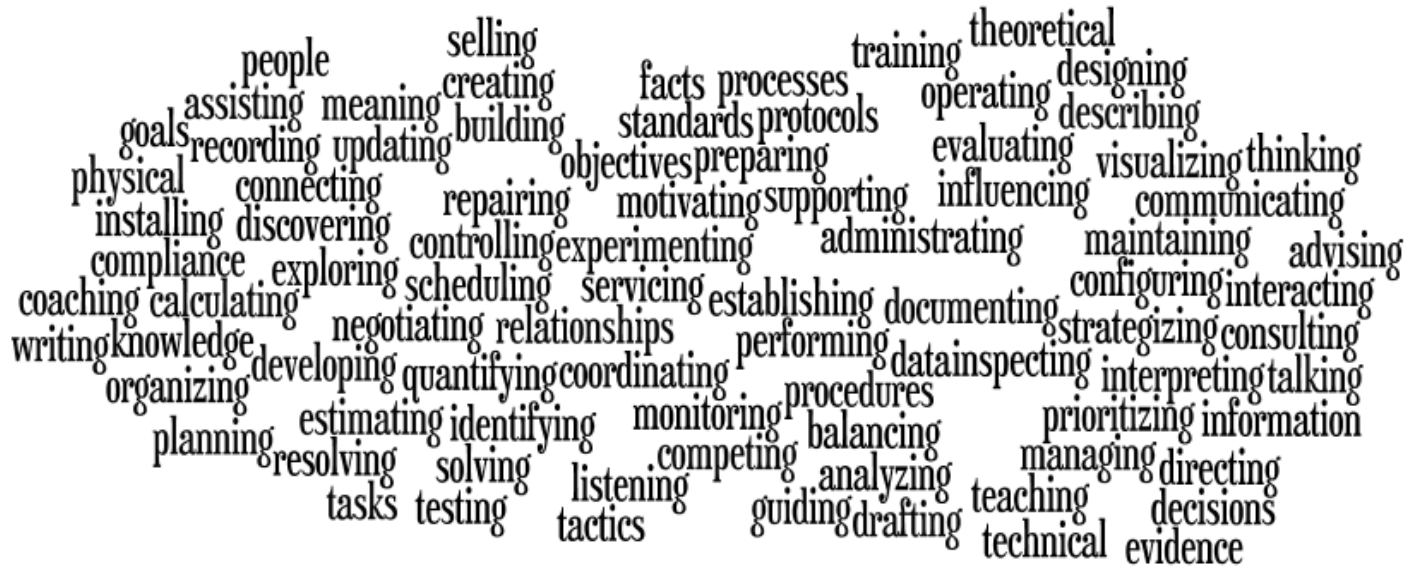 theoretical
selling
training
people
designing
creating
facts processes
operating
assisting meaning
describing
building
standards protocols
goals
recording updating
evaluating
visualizing thinking
objectives preparing
physical
connecting
influencing
repairing motivating supporting
communicating
installing discovering
administrating
maintaining
controlling experimenting
advising
compliance
exploring
configuring
scheduling servicing
interacting
coaching calculating
establishing documenting
negotiating relationships
strategizing consulting
writing knowledge
performing
developing
data inspecting
quantifying coordinating
interpreting talking
organizing
procedures
estimating identifying
monitoring
prioritizing information
balancing
planning
resolving
competing
managing directing
solving
listening
analyzing
teaching
tasks testing
guiding drafting
decisions
tactics
technical evidence